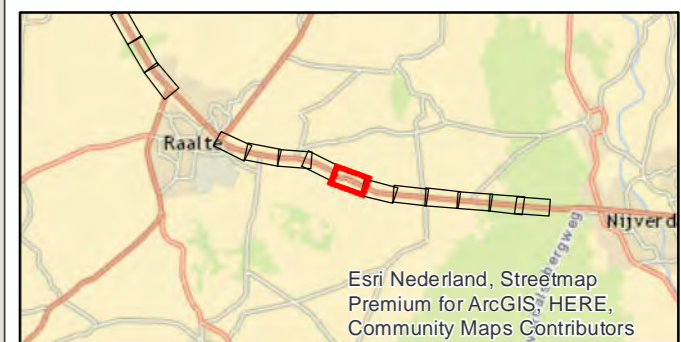 Raalte
Nijverd
Esri Nederland, Streetmap
Premium for ArcGIS, HERE,
Community Maps Contributors